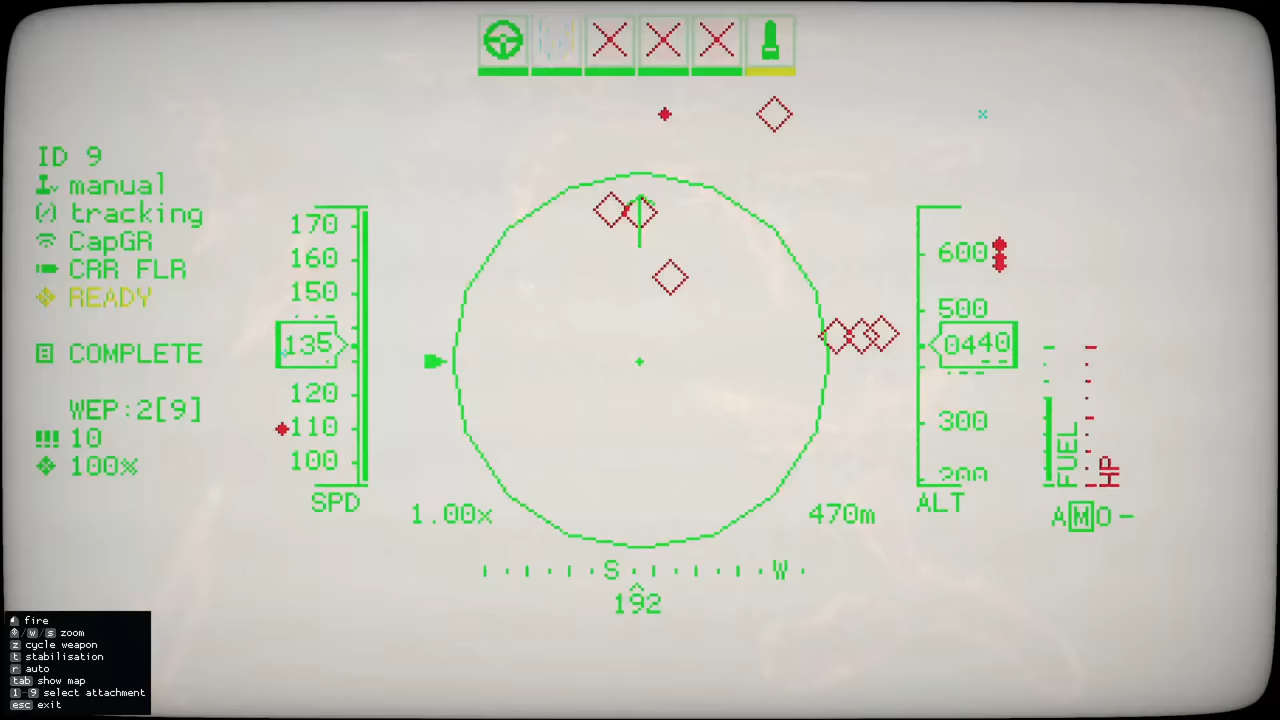 ID 9
manual
tracking
CapGR
CRR FLR
READY
COMPLETE
WEP:2[9]
10
100%
170
160
150
135
120
110
100
SPD
1.00x
600
500
0440
300
200
ALT
470m
FUEL
HP
AMO-
S W
192
fire
/w/s zoom
z cycle weapon
t stabilisation
r auto
tab show map
1-9 select attachment
esc exit